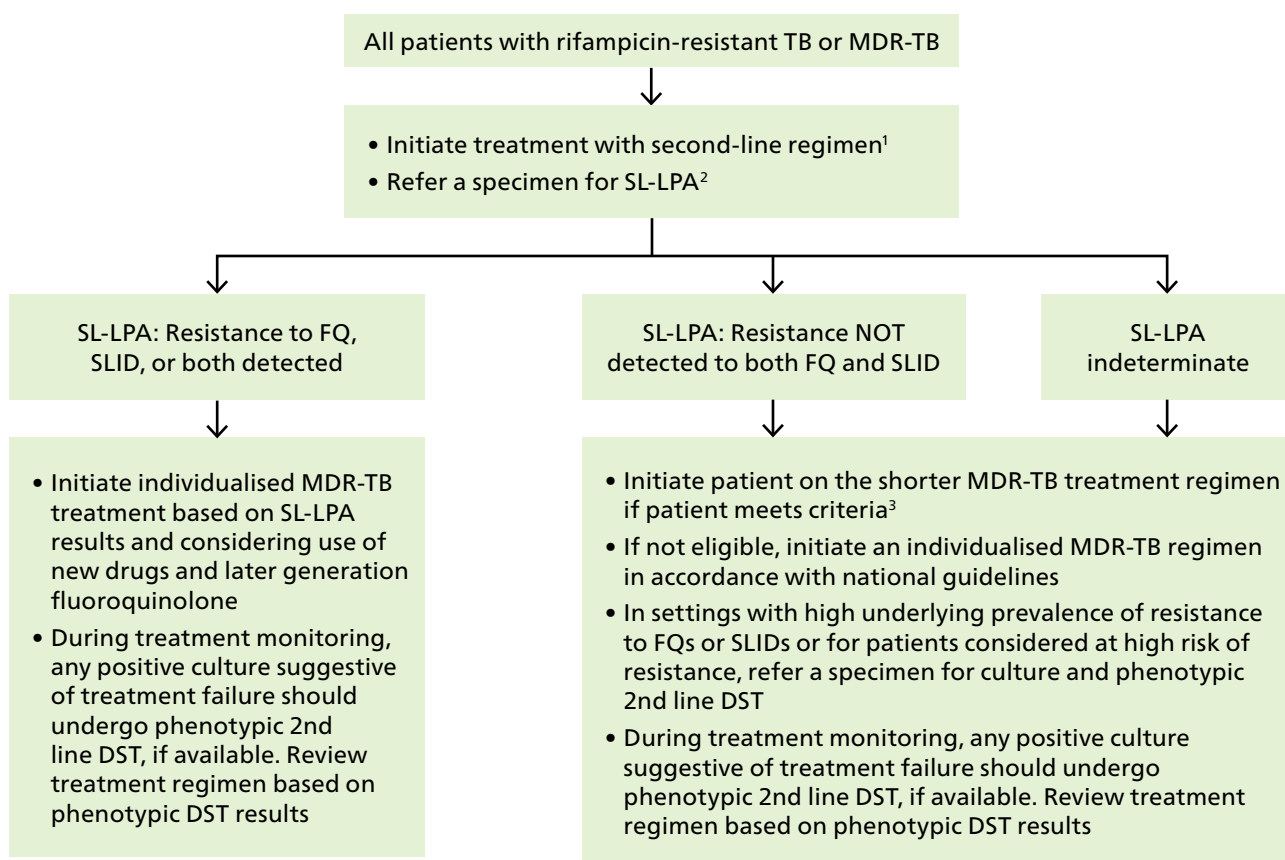 All patients with rifampicin-resistant TB or MDR-TB
• Initiate treatment with second-line regimen¹
• Refer a specimen for SL-LPA²
SL-LPA: Resistance to FQ,
SLID, or both detected
SL-LPA: Resistance NOT
detected to both FQ and SLID
SL-LPA
indeterminate
• Initiate individualised MDR-TB
treatment based on SL-LPA
results and considering use of
new drugs and later generation
fluoroquinolone
• During treatment monitoring,
any positive culture suggestive
of treatment failure should
undergo phenotypic 2nd
line DST, if available. Review
treatment regimen based on
phenotypic DST results
• Initiate patient on the shorter MDR-TB treatment regimen
if patient meets criteria³
• If not eligible, initiate an individualised MDR-TB regimen
in accordance with national guidelines
• In settings with high underlying prevalence of resistance
to FQs or SLIDs or for patients considered at high risk of
resistance, refer a specimen for culture and phenotypic
2nd line DST
• During treatment monitoring, any positive culture
suggestive of treatment failure should undergo
phenotypic 2nd line DST, if available. Review treatment
regimen based on phenotypic DST results